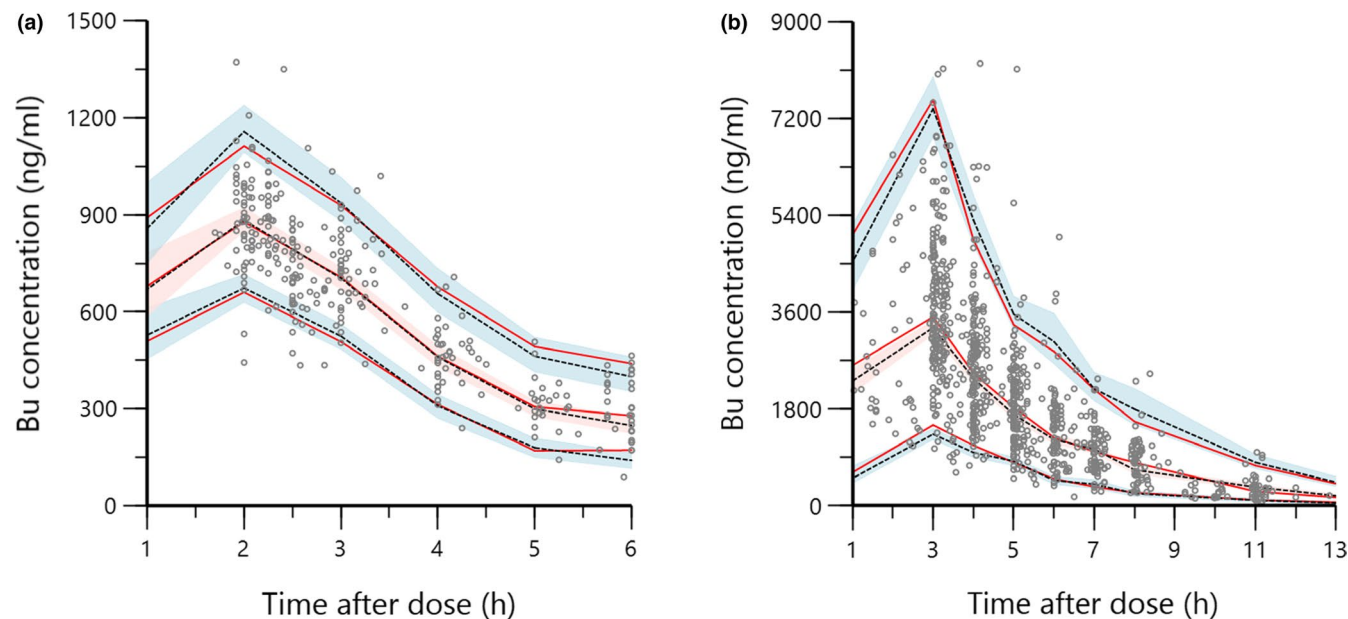 (a)
Bu concentration (ng/ml)
1500
1200
900
600
300
0
1 2 3 4 5 6
Time after dose (h)
(b)
Bu concentration (ng/ml)
9000
7200
5400
3600
1800
0
1 3 5 7 9 11 13
Time after dose (h)